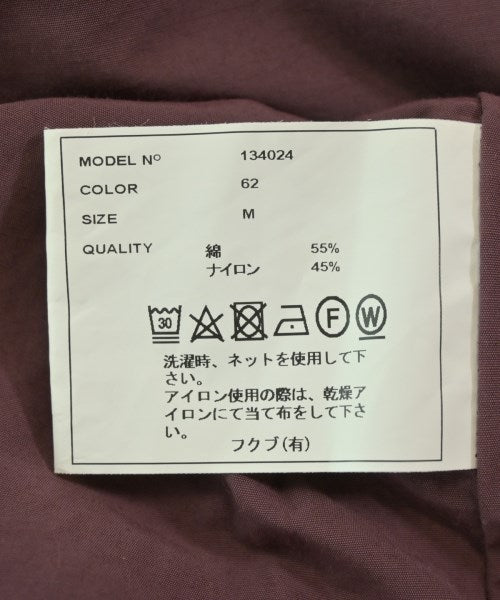 MODEL Nº 134024
COLOR 62
SIZE M
QUALITY 綿 55%
ナイロン 45%
30 F W
洗濯時、ネットを使用して下
さい。
アイロン使用の際は、乾燥ア
イロンにて当て布をして下さ
い。
フクブ(有)